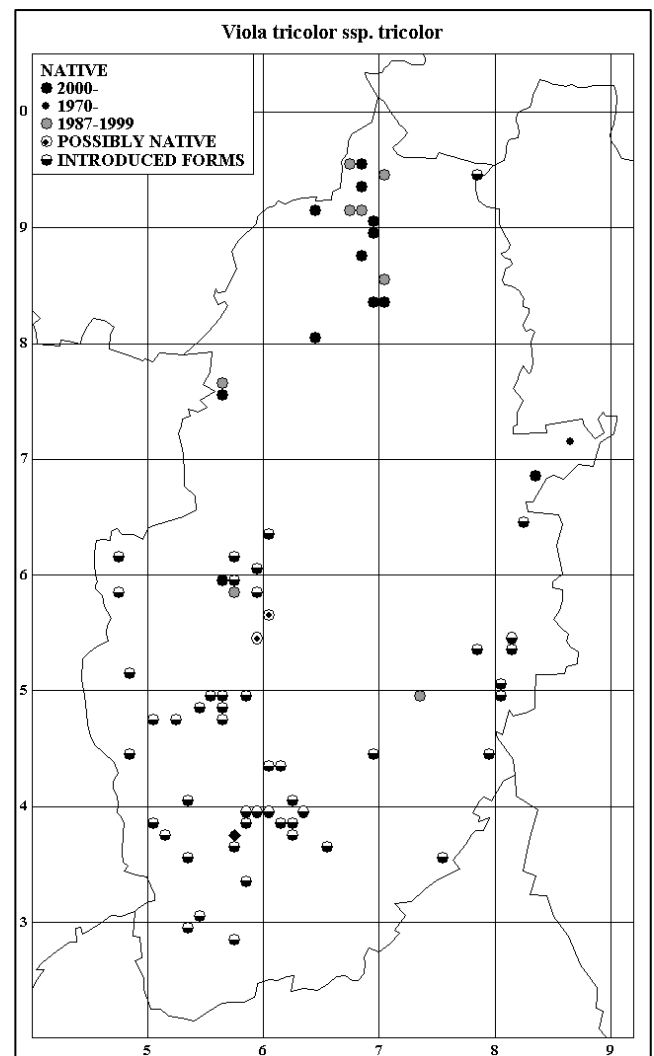 Viola tricolor ssp. tricolor
NATIVE
2000-
1970-
1987-1999
POSSIBLY NATIVE
INTRODUCED FORMS
0
9
8
7
6
5
4
3
5 6 7 8 9